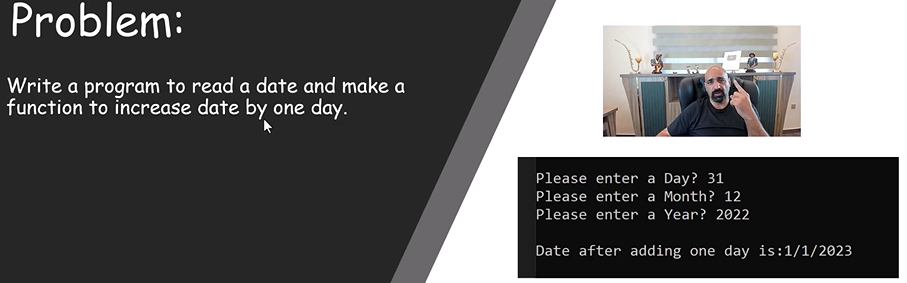 Problem:
Write a program to read a date and make a
function to increase date by one day.
Please enter a Day? 31
Please enter a Month? 12
Please enter a Year? 2022
Date after adding one day is:1/1/2023